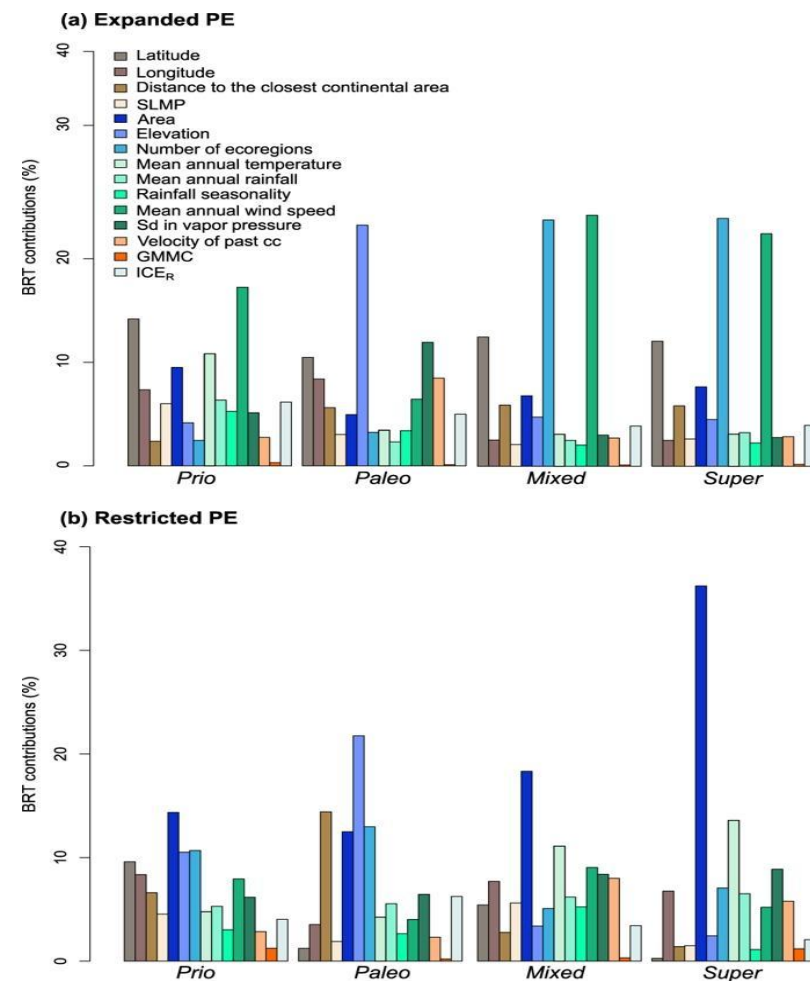 (a) Expanded PE
40
30
20
10
0
BRT contributions (%)
Latitude
Longitude
Distance to the closest continental area
SLMP
Area
Elevation
Number of ecoregions
Mean annual temperature
Mean annual rainfall
Rainfall seasonality
Mean annual wind speed
Sd in vapor pressure
Velocity of past cc
GMMC
ICER
Prio Paleo Mixed Super
(b) Restricted PE
40
30
20
10
0
BRT contributions (%)
Prio Paleo Mixed Super